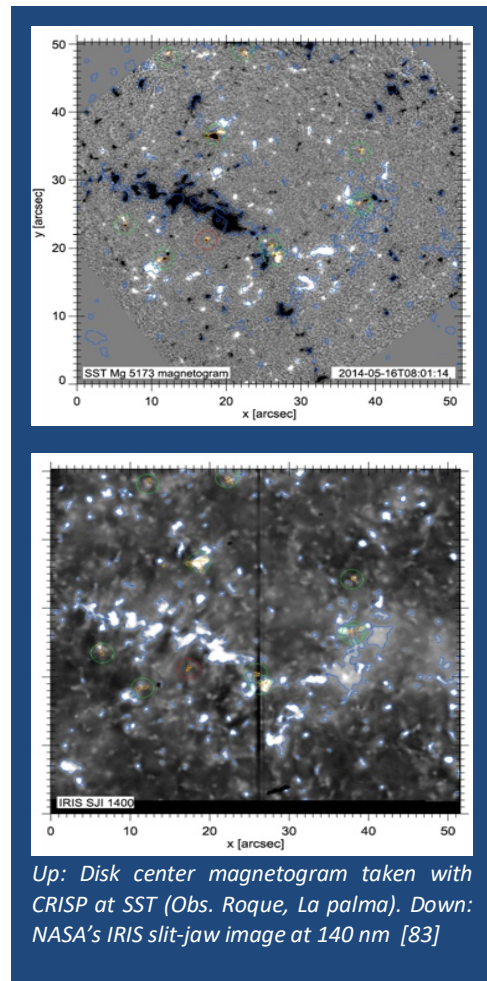 50
40
30
20
10
0
y [arcsec]
SST Mg 5173 magnetogram
2014-05-16T08:01:14
0 10 20 30 40 50
x [arcsec]
IRIS SJI 1400
0 10 20 30 40 50
x [arcsec]
Up: Disk center magnetogram taken with
CRISP at SST (Obs. Roque, La palma). Down:
NASA's IRIS slit-jaw image at 140 nm [83]